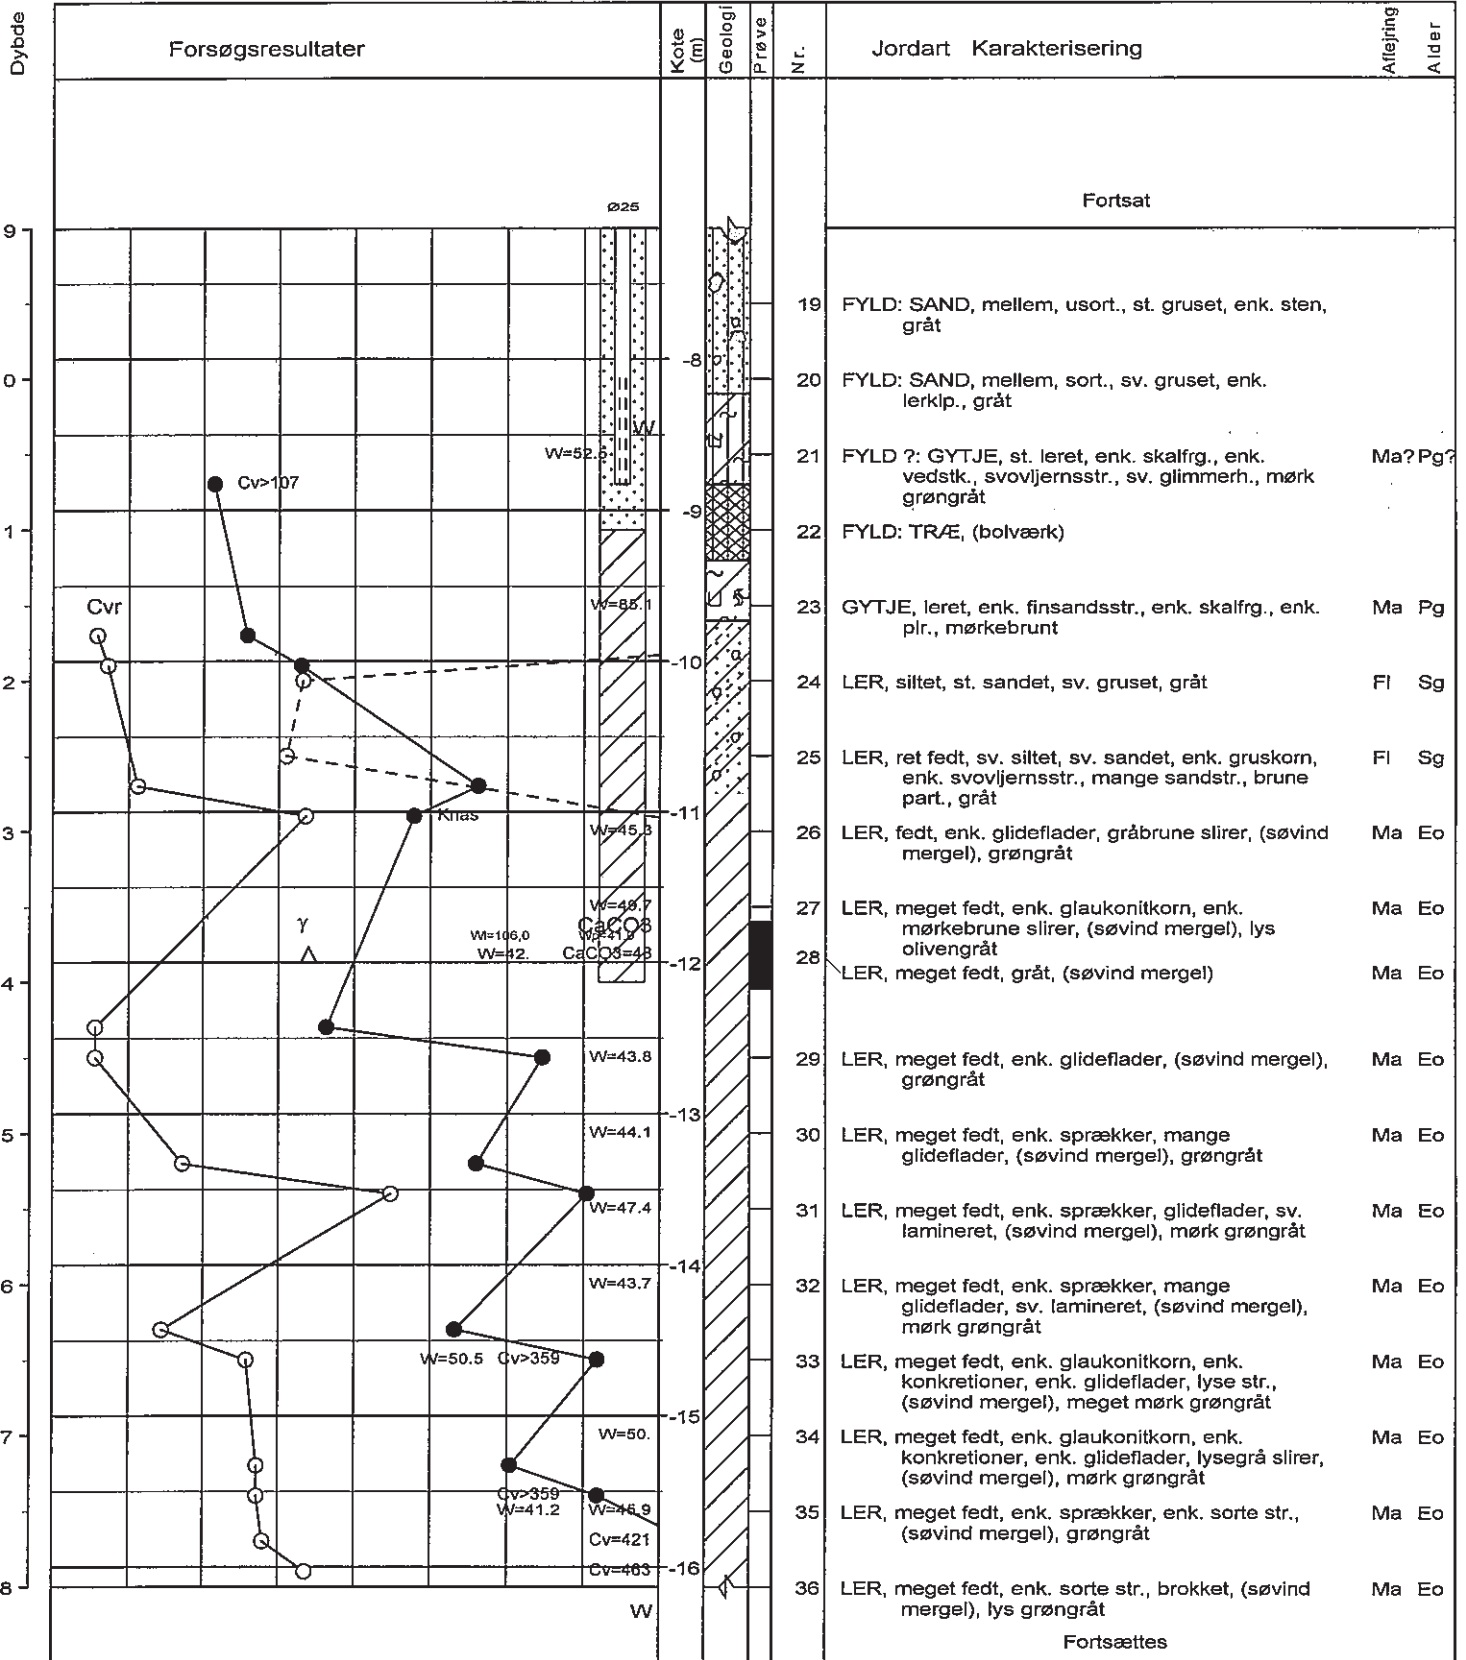 Dybde
Forsøgsresultater
Kote (m)
Geologi
Prøve
Nr.
Jordart Karakterisering
Aflejring
Alder
Fortsat
Ø25
9
19 FYLD: SAND, mellem, usort., st. gruset, enk. sten,
gråt
-8
0
20 FYLD: SAND, mellem, sort., sv. gruset, enk.
lerklp., gråt
W
W=52.5
21 FYLD ?: GYTJE, st. leret, enk. skalfrg., enk. Ma? Pg?
vedstk., svovljernsstr., sv. glimmerh., mørk
grøngråt
Cv>107
-9
1
22 FYLD: TRÆ, (bolværk)
Cvr
W=85.1
23 GYTJE, leret, enk. finsandsstr., enk. skalfrg., enk. Ma Pg
plr., mørkebrunt
-10
2
24 LER, siltet, st. sandet, sv. gruset, gråt Fl Sg
25 LER, ret fedt, sv. siltet, sv. sandet, enk. gruskorn, Fl Sg
enk. svovljernsstr., mange sandstr., brune
part., gråt
Knas
-11
3
W=45.3
26 LER, fedt, enk. glideflader, gråbrune slirer, (søvind Ma Eo
mergel), grøngråt
W=49.7
27 LER, meget fedt, enk. glaukonitkorn, enk. Ma Eo
mørkebrune slirer, (søvind mergel), lys
olivengråt
γ
CaCO3
Wl=106,0 Wp=41,0
W=42. CaCO3=48
-12
4
28 LER, meget fedt, gråt, (søvind mergel) Ma Eo
W=43.8
29 LER, meget fedt, enk. glideflader, (søvind mergel), Ma Eo
grøngråt
-13
5
W=44.1
30 LER, meget fedt, enk. sprækker, mange Ma Eo
glideflader, (søvind mergel), grøngråt
W=47.4
31 LER, meget fedt, enk. sprækker, glideflader, sv. Ma Eo
lamineret, (søvind mergel), mørk grøngråt
-14
6
W=43.7
32 LER, meget fedt, enk. sprækker, mange Ma Eo
glideflader, sv. lamineret, (søvind mergel),
mørk grøngråt
W=50.5 Cv>359
33 LER, meget fedt, enk. glaukonitkorn, enk. Ma Eo
konkretioner, enk. glideflader, lyse str.,
(søvind mergel), meget mørk grøngråt
-15
7
W=50.
34 LER, meget fedt, enk. glaukonitkorn, enk. Ma Eo
konkretioner, enk. glideflader, lysegrå slirer,
(søvind mergel), mørk grøngråt
Cv>359
W=41.2 W=46.9
35 LER, meget fedt, enk. sprækker, enk. sorte str., Ma Eo
(søvind mergel), grøngråt
Cv=421
Cv=463
-16
8
36 LER, meget fedt, enk. sorte str., brokket, (søvind Ma Eo
mergel), lys grøngråt
W
Fortsættes